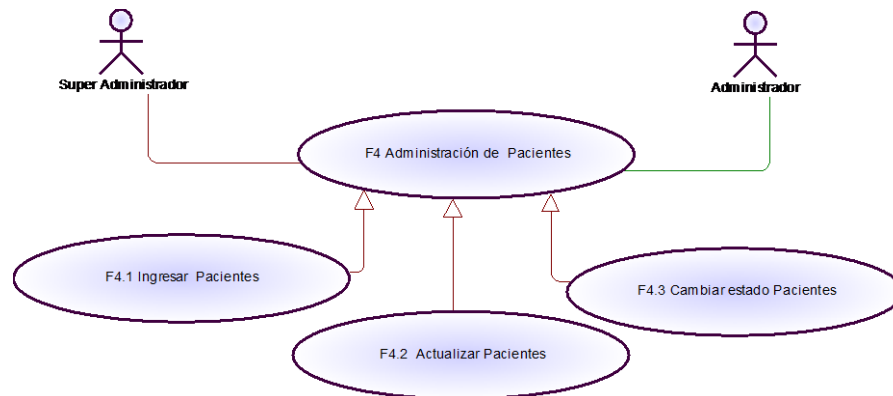 Super Administrador
Administrador
F4 Administración de Pacientes
F4.1 Ingresar Pacientes
F4.3 Cambiar estado Pacientes
F4.2 Actualizar Pacientes